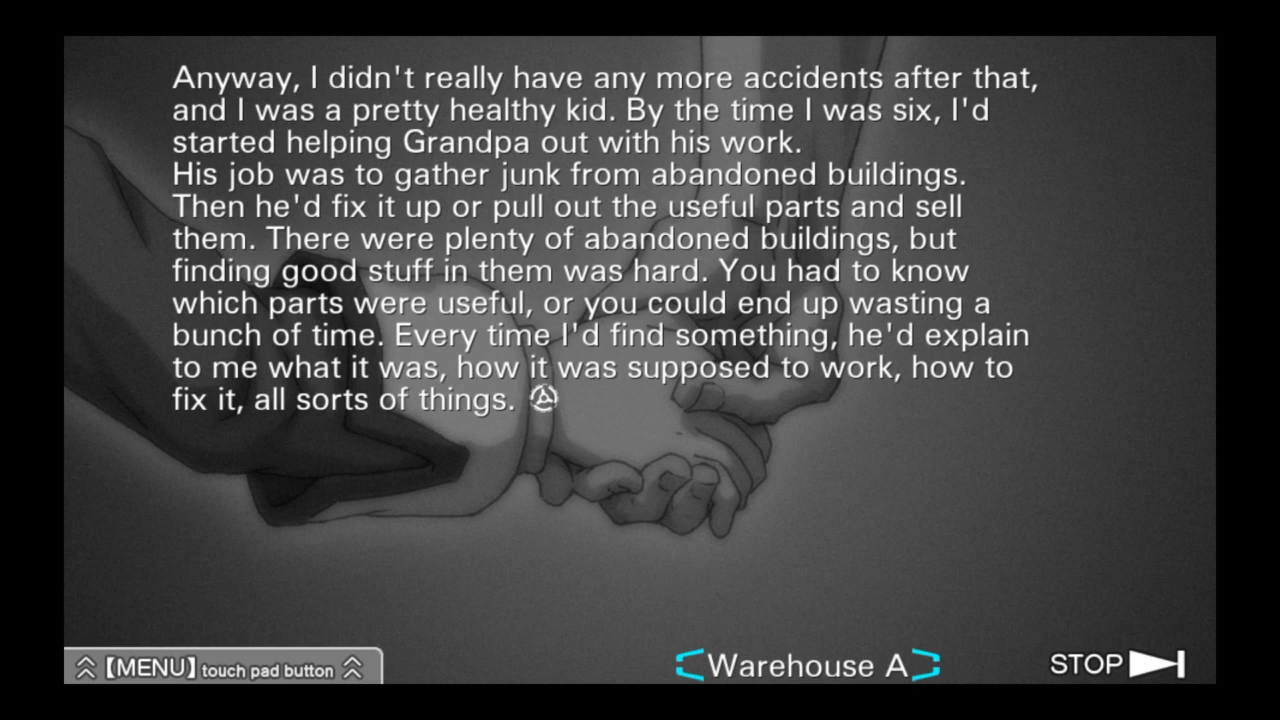 Anyway, I didn't really have any more accidents after that,
and I was a pretty healthy kid. By the time I was six, I'd
started helping Grandpa out with his work.
His job was to gather junk from abandoned buildings.
Then he'd fix it up or pull out the useful parts and sell
them. There were plenty of abandoned buildings, but
finding good stuff in them was hard. You had to know
which parts were useful, or you could end up wasting a
bunch of time. Every time I'd find something, he'd explain
to me what it was, how it was supposed to work, how to
fix it, all sorts of things.
【MENU】 touch pad button
Warehouse A
STOP